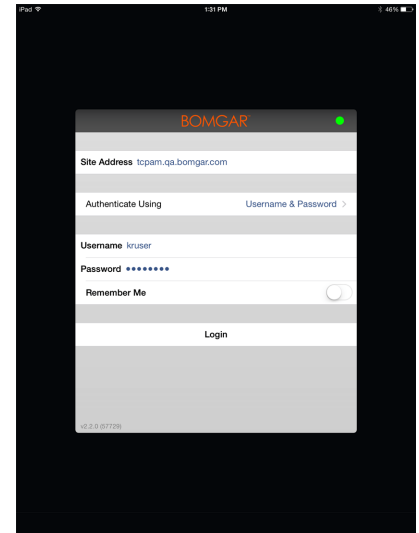 iPad 1:31 PM 46%
BOMGAR
Site Address tcpam.qa.bomgar.com
Authenticate Using Username & Password >
Username kruser
Password ●●●●●●●●
Remember Me
Login
v2.2.0 (57729)